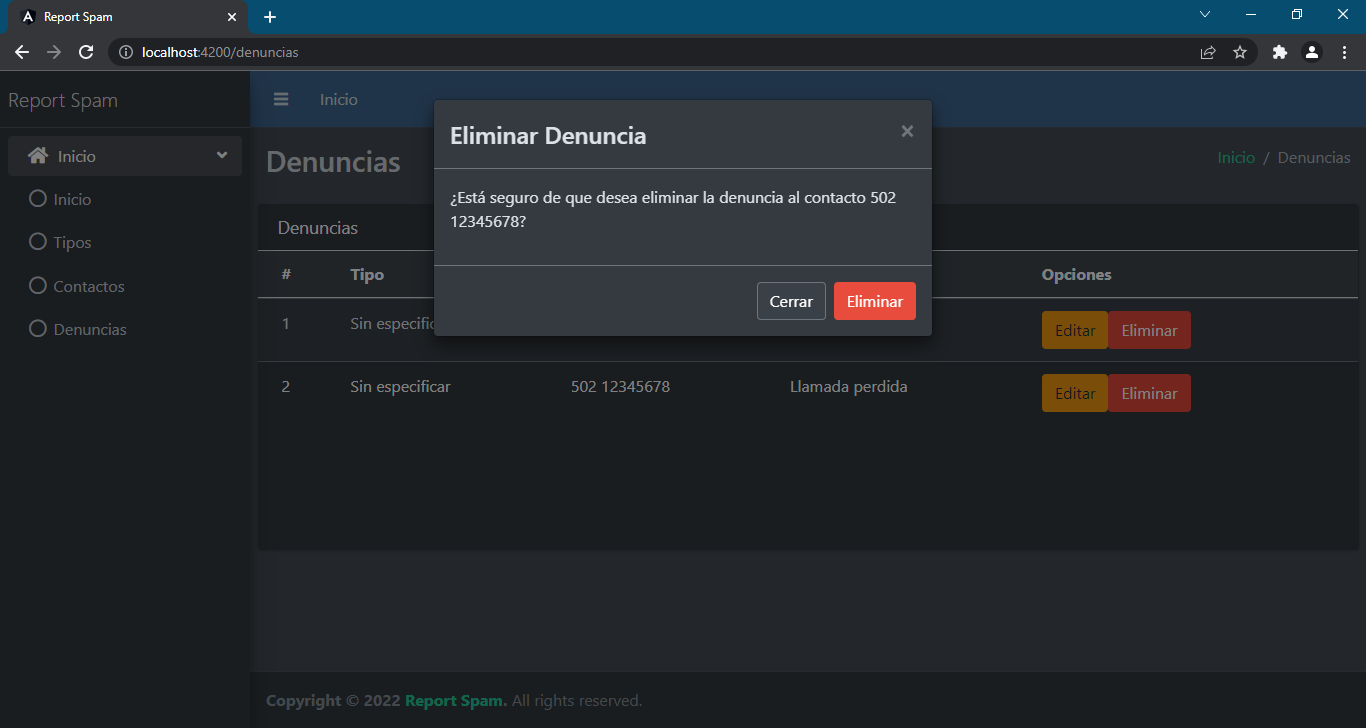 Report Spam
localhost:4200/denuncias
Report Spam
Inicio
Inicio
Inicio
Tipos
Contactos
Denuncias
Denuncias
Inicio / Denuncias
Eliminar Denuncia
×
¿Está seguro de que desea eliminar la denuncia al contacto 502
12345678?
Cerrar
Eliminar
Denuncias
# Tipo Opciones
1 Editar Eliminar
2 Sin especificar 502 12345678 Llamada perdida Editar Eliminar
Copyright © 2022 Report Spam. All rights reserved.